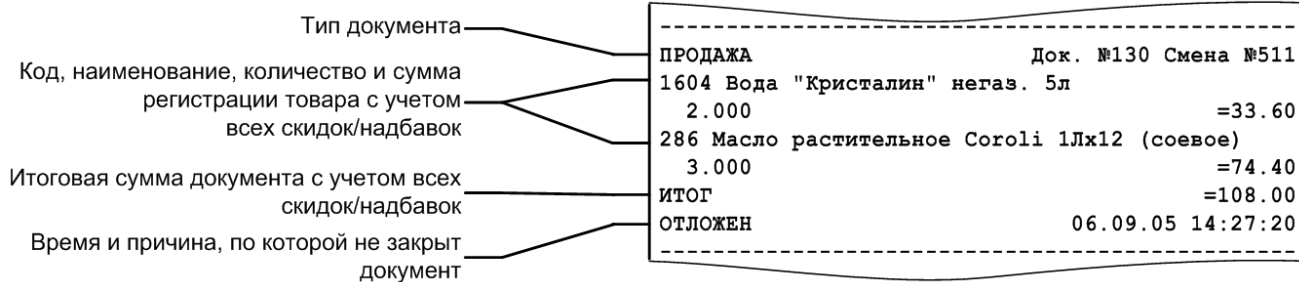 Тип документа
Код, наименование, количество и сумма
регистрации товара с учетом
всех скидок/надбавок
Итоговая сумма документа с учетом всех
скидок/надбавок
Время и причина, по которой не закрыт
документ
ПРОДАЖА Док. №130 Смена №511
1604 Вода "Кристалин" негаз. 5л
2.000 =33.60
286 Масло растительное Coroli 1Лх12 (соевое)
3.000 =74.40
ИТОГ =108.00
ОТЛОЖЕН 06.09.05 14:27:20